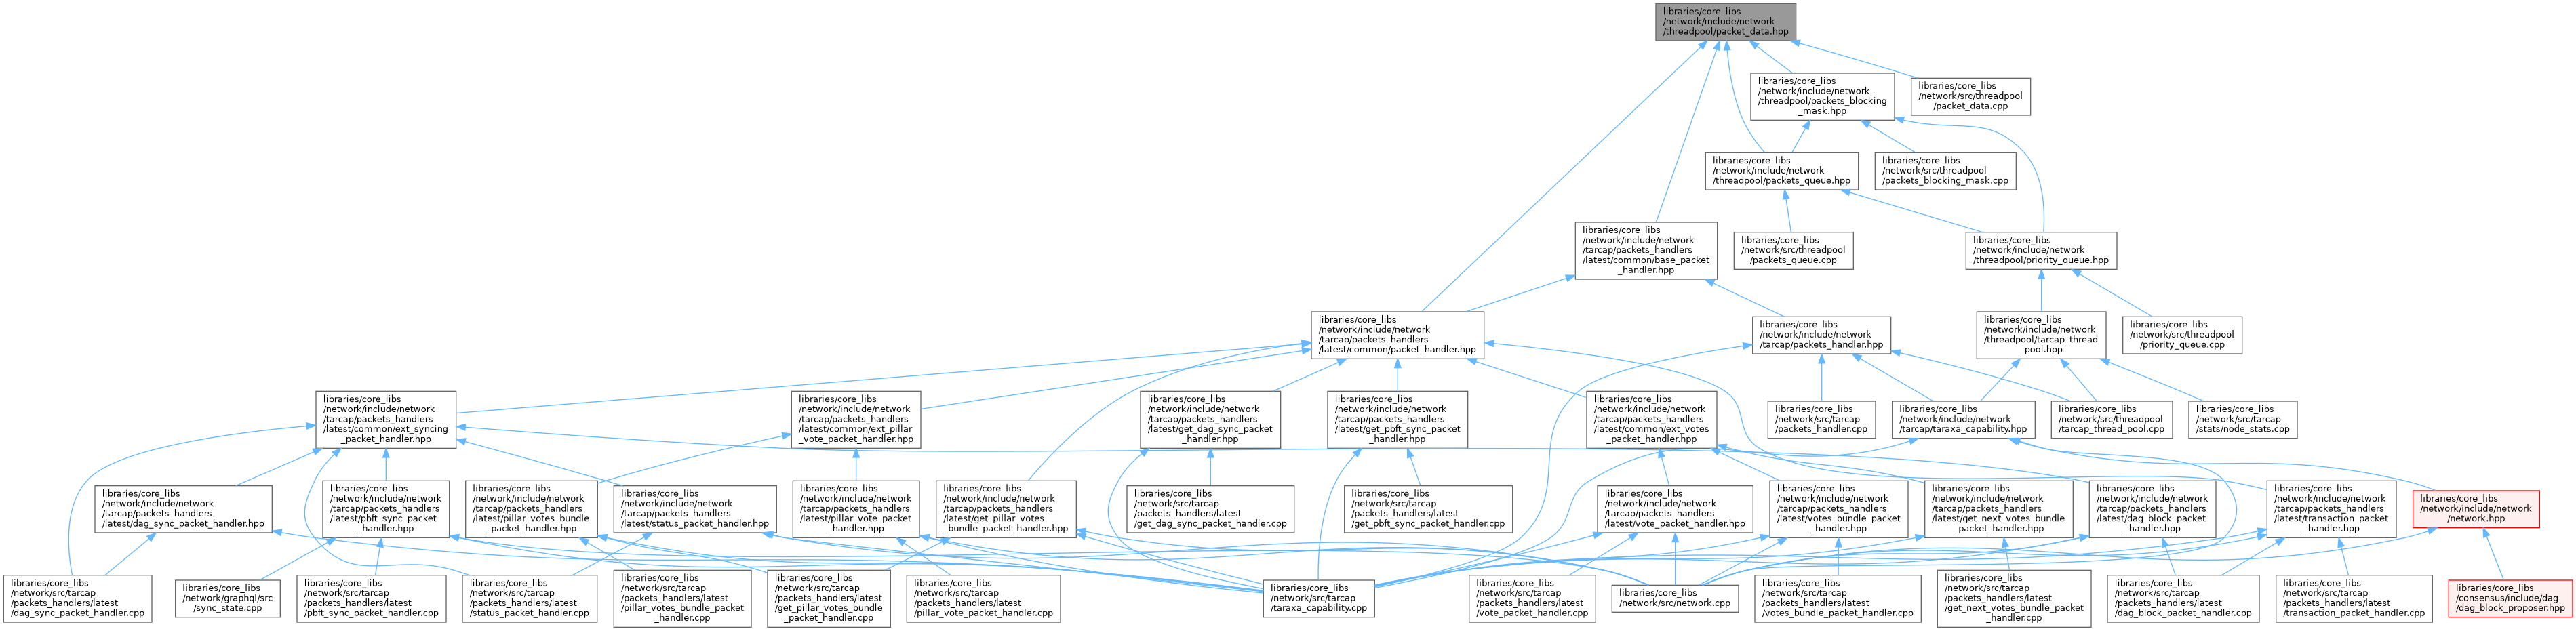 libraries/core_libs
/network/include/network
/threadpool/packet_data.hpp
libraries/core_libs
/network/include/network
/threadpool/packets_blocking
_mask.hpp
libraries/core_libs
/network/src/threadpool
/packet_data.cpp
libraries/core_libs
/network/include/network
/threadpool/packets_queue.hpp
libraries/core_libs
/network/src/threadpool
/packets_blocking_mask.cpp
libraries/core_libs
/network/include/network
/tarcap/packets_handlers
/latest/common/base_packet
_handler.hpp
libraries/core_libs
/network/src/threadpool
/packets_queue.cpp
libraries/core_libs
/network/include/network
/threadpool/priority_queue.hpp
libraries/core_libs
/network/include/network
/tarcap/packets_handlers
/latest/common/packet_handler.hpp
libraries/core_libs
/network/include/network
/tarcap/packets_handler.hpp
libraries/core_libs
/network/include/network
/threadpool/tarcap_thread
_pool.hpp
libraries/core_libs
/network/src/threadpool
/priority_queue.cpp
libraries/core_libs
/network/include/network
/tarcap/packets_handlers
/latest/common/ext_syncing
_packet_handler.hpp
libraries/core_libs
/network/include/network
/tarcap/packets_handlers
/latest/common/ext_pillar
_vote_packet_handler.hpp
libraries/core_libs
/network/include/network
/tarcap/packets_handlers
/latest/get_dag_sync_packet
_handler.hpp
libraries/core_libs
/network/include/network
/tarcap/packets_handlers
/latest/get_pbft_sync_packet
_handler.hpp
libraries/core_libs
/network/include/network
/tarcap/packets_handlers
/latest/common/ext_votes
_packet_handler.hpp
libraries/core_libs
/network/src/tarcap
/packets_handler.cpp
libraries/core_libs
/network/include/network
/tarcap/taraxa_capability.hpp
libraries/core_libs
/network/src/threadpool
/tarcap_thread_pool.cpp
libraries/core_libs
/network/src/tarcap
/stats/node_stats.cpp
libraries/core_libs
/network/include/network
/tarcap/packets_handlers
/latest/dag_sync_packet_handler.hpp
libraries/core_libs
/network/include/network
/tarcap/packets_handlers
/latest/pbft_sync_packet
_handler.hpp
libraries/core_libs
/network/include/network
/tarcap/packets_handlers
/latest/pillar_votes_bundle
_packet_handler.hpp
libraries/core_libs
/network/include/network
/tarcap/packets_handlers
/latest/status_packet_handler.hpp
libraries/core_libs
/network/include/network
/tarcap/packets_handlers
/latest/pillar_vote_packet
_handler.hpp
libraries/core_libs
/network/include/network
/tarcap/packets_handlers
/latest/get_pillar_votes
_bundle_packet_handler.hpp
libraries/core_libs
/network/src/tarcap
/packets_handlers/latest
/get_dag_sync_packet_handler.cpp
libraries/core_libs
/network/src/tarcap
/packets_handlers/latest
/get_pbft_sync_packet_handler.cpp
libraries/core_libs
/network/include/network
/tarcap/packets_handlers
/latest/vote_packet_handler.hpp
libraries/core_libs
/network/include/network
/tarcap/packets_handlers
/latest/votes_bundle_packet
_handler.hpp
libraries/core_libs
/network/include/network
/tarcap/packets_handlers
/latest/get_next_votes_bundle
_packet_handler.hpp
libraries/core_libs
/network/include/network
/tarcap/packets_handlers
/latest/dag_block_packet
_handler.hpp
libraries/core_libs
/network/include/network
/tarcap/packets_handlers
/latest/transaction_packet
_handler.hpp
libraries/core_libs
/network/include/network
/network.hpp
libraries/core_libs
/network/src/tarcap
/packets_handlers/latest
/dag_sync_packet_handler.cpp
libraries/core_libs
/network/graphql/src
/sync_state.cpp
libraries/core_libs
/network/src/tarcap
/packets_handlers/latest
/pbft_sync_packet_handler.cpp
libraries/core_libs
/network/src/tarcap
/packets_handlers/latest
/status_packet_handler.cpp
libraries/core_libs
/network/src/tarcap
/packets_handlers/latest
/pillar_votes_bundle_packet
_handler.cpp
libraries/core_libs
/network/src/tarcap
/packets_handlers/latest
/get_pillar_votes_bundle
_packet_handler.cpp
libraries/core_libs
/network/src/tarcap
/packets_handlers/latest
/pillar_vote_packet_handler.cpp
libraries/core_libs
/network/src/tarcap
/taraxa_capability.cpp
libraries/core_libs
/network/src/tarcap
/packets_handlers/latest
/vote_packet_handler.cpp
libraries/core_libs
/network/src/network.cpp
libraries/core_libs
/network/src/tarcap
/packets_handlers/latest
/votes_bundle_packet_handler.cpp
libraries/core_libs
/network/src/tarcap
/packets_handlers/latest
/get_next_votes_bundle_packet
_handler.cpp
libraries/core_libs
/network/src/tarcap
/packets_handlers/latest
/dag_block_packet_handler.cpp
libraries/core_libs
/network/src/tarcap
/packets_handlers/latest
/transaction_packet_handler.cpp
libraries/core_libs
/consensus/include/dag
/dag_block_proposer.hpp